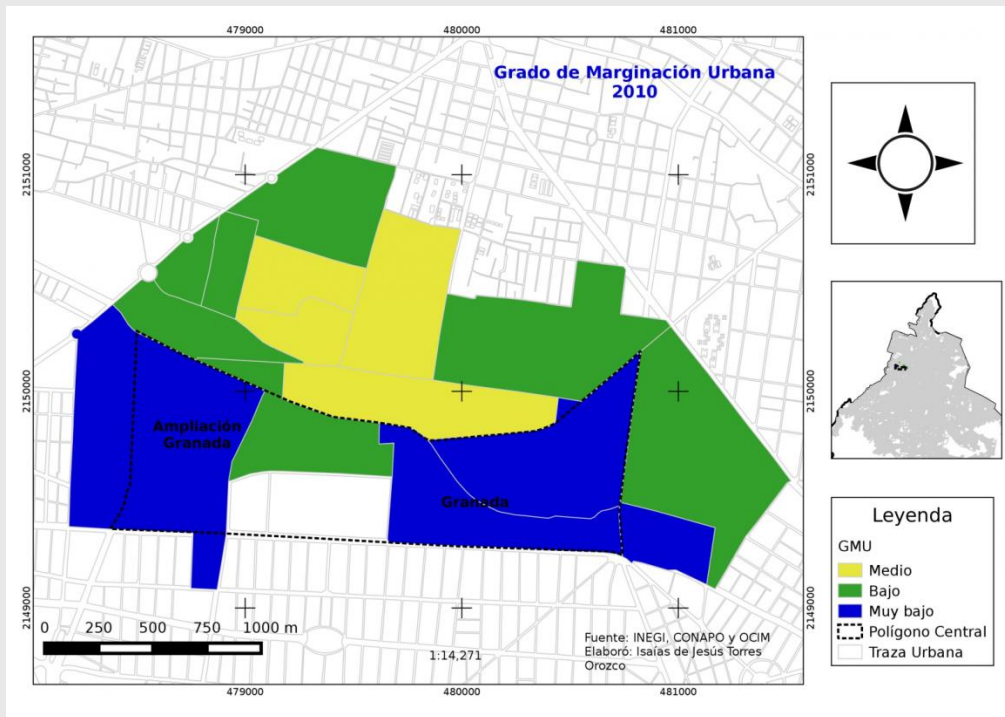 479000
480000
481000
Grado de Marginación Urbana
2010
2151000
2151000
2150000
2150000
Ampliación
Granada
Granada
2149000
2149000
0 250 500 750 1000 m
1:14,271
Fuente: INEGI, CONAPO y OCIM
Elaboró: Isaías de Jesús Torres
Orozco
479000
480000
481000
Leyenda
GMU
Medio
Bajo
Muy bajo
Polígono Central
Traza Urbana